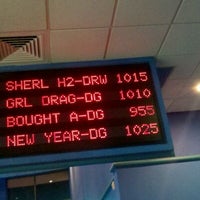 SHERL H2-DRW 1015
GRL DRAG-DG 1010
BOUGHT A-DG 955
NEW YEAR-DG 1025